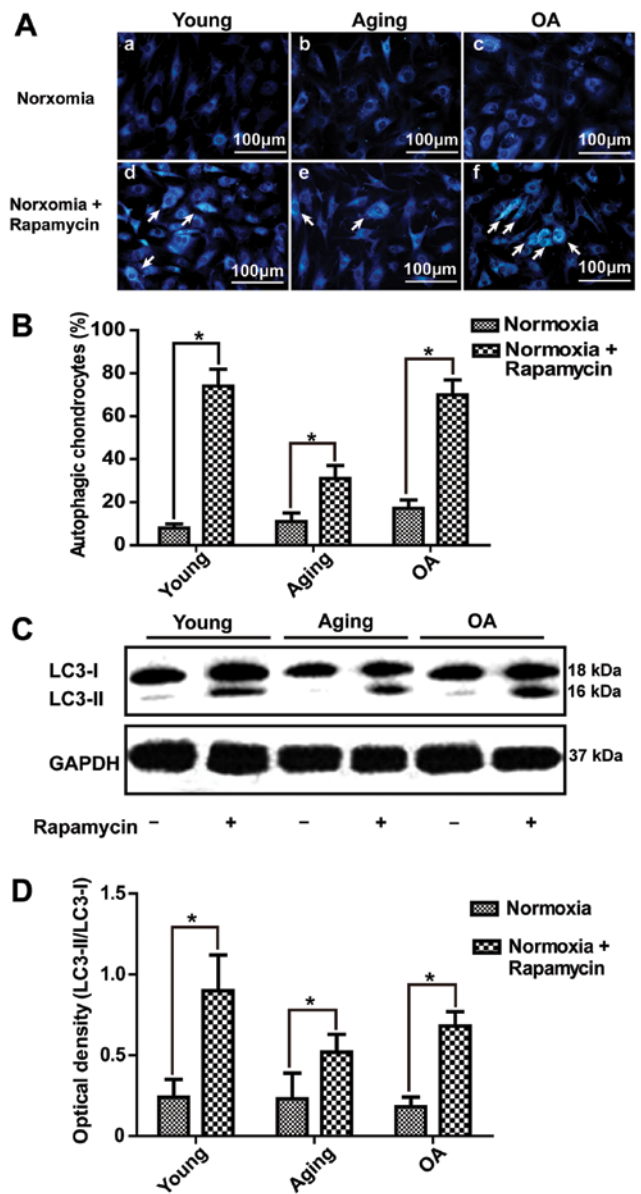 A
Young Aging OA
Norxomia
a b c
100μm 100μm 100μm
Norxomia +
Rapamycin
d e f
100μm 100μm 100μm
B
Autophagic chondrocytes (%)
100
80
60
40
20
0
* * *
Normoxia
Normoxia +
Rapamycin
Young Aging OA
C
Young Aging OA
LC3-I 18 kDa
LC3-II 16 kDa
GAPDH 37 kDa
Rapamycin – + – + – +
D
Optical density (LC3-II/LC3-I)
1.5
1.0
0.5
0
* * *
Normoxia
Normoxia +
Rapamycin
Young Aging OA